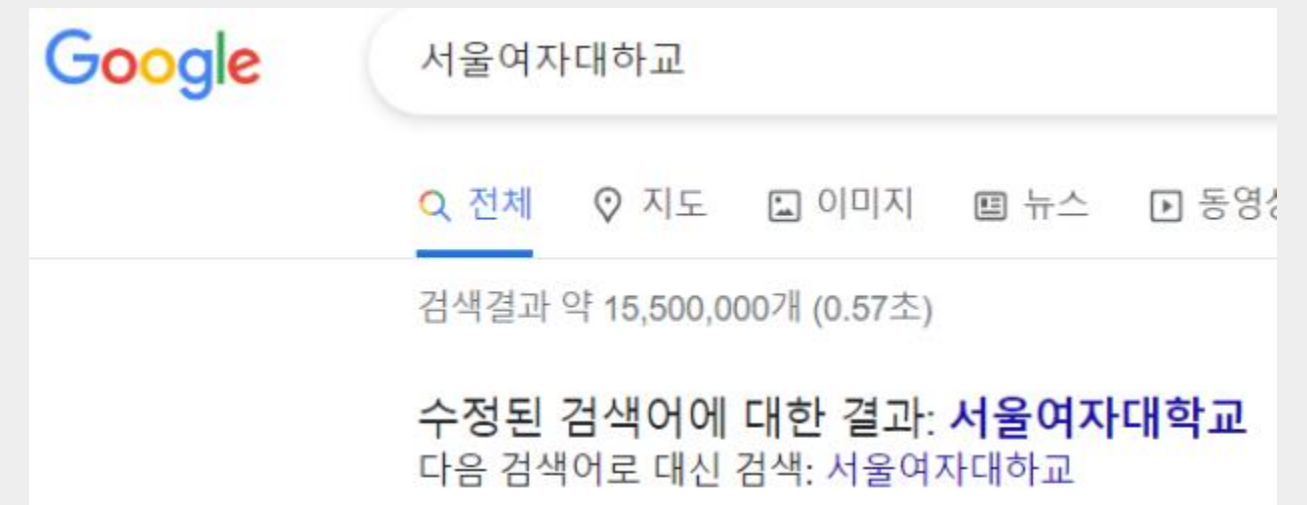 Google 서울여자대하교
전체 지도 이미지 뉴스 동영상
검색결과 약 15,500,000개 (0.57초)
수정된 검색어에 대한 결과: 서울여자대학교
다음 검색어로 대신 검색: 서울여자대하교